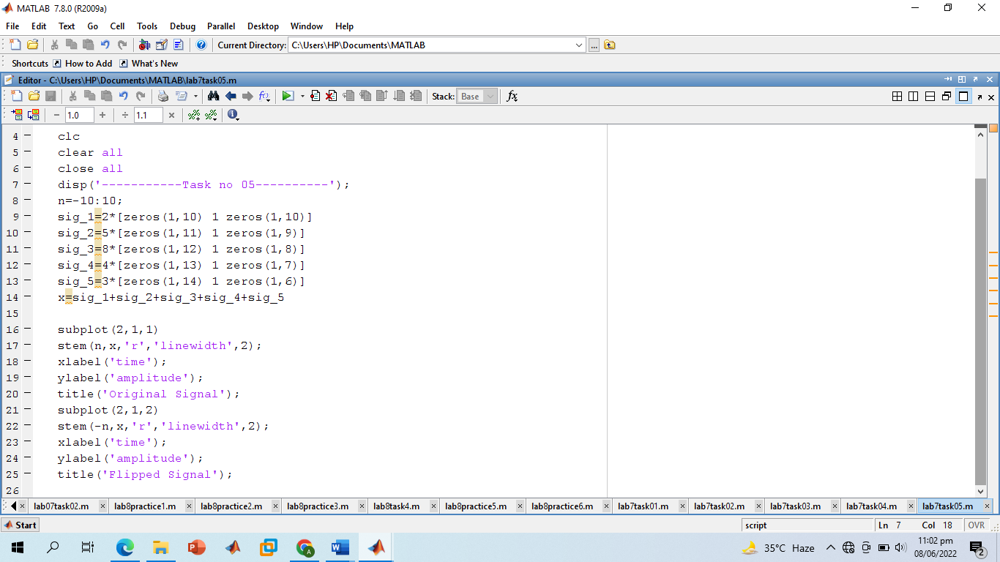 MATLAB 7.8.0 (R2009a)
File Edit Text Go Cell Tools Debug Parallel Desktop Window Help
Current Directory: C:\Users\HP\Documents\MATLAB
Shortcuts How to Add What's New
Editor - C:\Users\HP\Documents\MATLAB\lab7task05.m
Stack: Base fx
- 1.0 + ÷ 1.1 ×
4 - clc
5 - clear all
6 - close all
7 - disp('-----------Task no 05----------');
8 - n=-10:10;
9 - sig_1=2*[zeros(1,10) 1 zeros(1,10)]
10 - sig_2=5*[zeros(1,11) 1 zeros(1,9)]
11 - sig_3=8*[zeros(1,12) 1 zeros(1,8)]
12 - sig_4=4*[zeros(1,13) 1 zeros(1,7)]
13 - sig_5=3*[zeros(1,14) 1 zeros(1,6)]
14 - x=sig_1+sig_2+sig_3+sig_4+sig_5
15
16 - subplot(2,1,1)
17 - stem(n,x,'r','linewidth',2);
18 - xlabel('time');
19 - ylabel('amplitude');
20 - title('Original Signal');
21 - subplot(2,1,2)
22 - stem(-n,x,'r','linewidth',2);
23 - xlabel('time');
24 - ylabel('amplitude');
25 - title('Flipped Signal');
26
lab07task02.m lab8practice1.m lab8practice2.m lab8practice3.m lab8task4.m lab8practice5.m lab8practice6.m lab7task01.m lab7task02.m lab7task03.m lab7task04.m lab7task05.m
Start script Ln 7 Col 18 OVR
35°C Haze 11:02 pm
08/06/2022 2